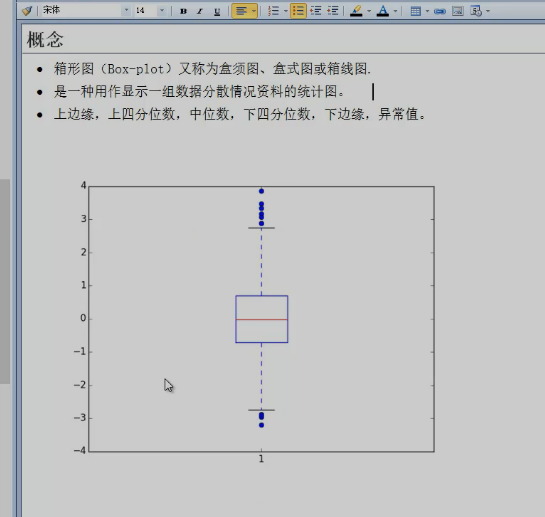 宋体 14 B I U
概念
● 箱形图（Box-plot）又称为盒须图、盒式图或箱线图.
● 是一种用作显示一组数据分散情况资料的统计图。
● 上边缘，上四分位数，中位数，下四分位数，下边缘，异常值。
4
3
2
1
0
−1
−2
−3
−4
1